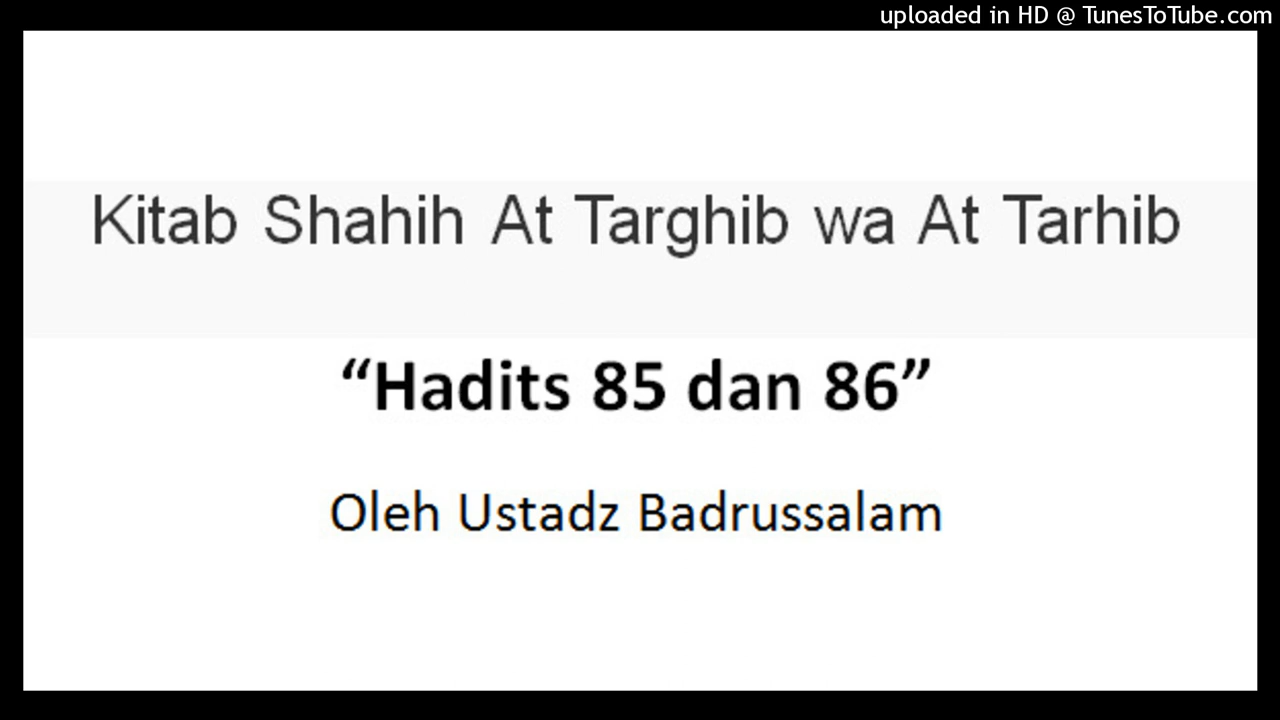 uploaded in HD @ TunesToTube.com
Kitab Shahih At Targhib wa At Tarhib
“Hadits 85 dan 86”
Oleh Ustadz Badrussalam